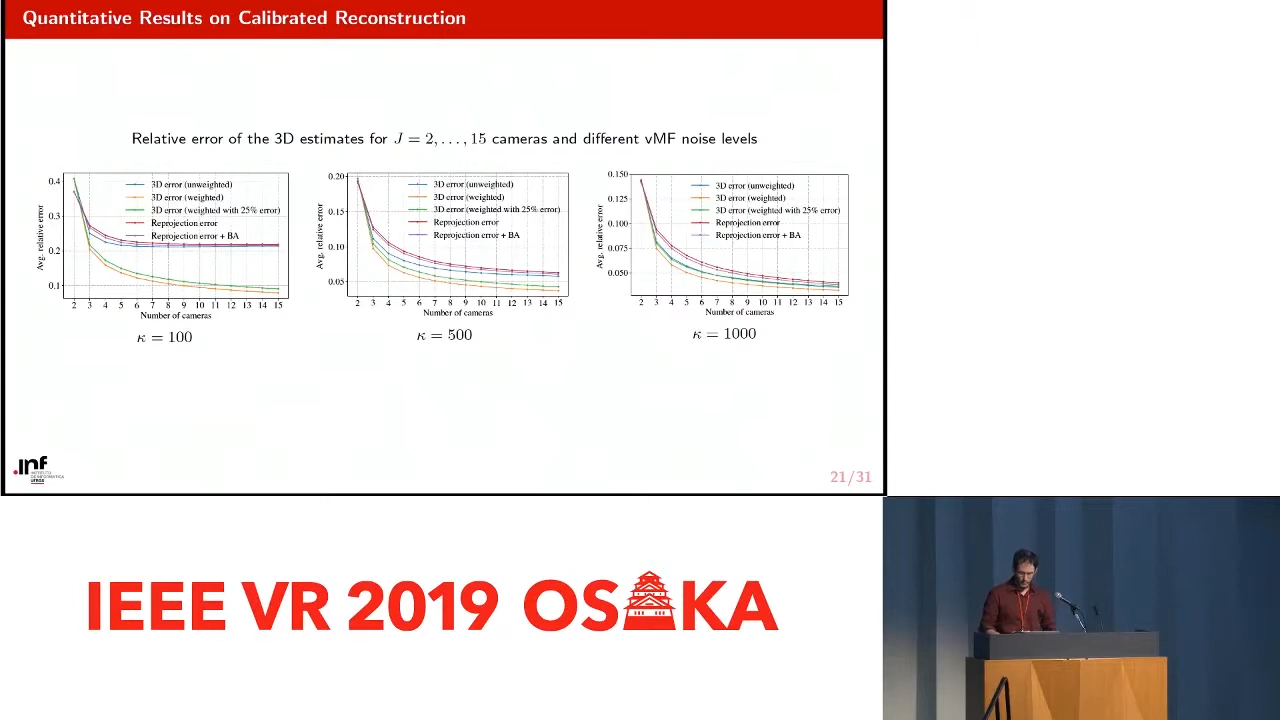 Quantitative Results on Calibrated Reconstruction
Relative error of the 3D estimates for J = 2, . . . , 15 cameras and different vMF noise levels
Avg. relative error
0.4
0.3
0.2
0.1
3D error (unweighted)
3D error (weighted)
3D error (weighted with 25% error)
Reprojection error
Reprojection error + BA
2 3 4 5 6 7 8 9 10 11 12 13 14 15
Number of cameras
κ = 100
Avg. relative error
0.20
0.15
0.10
0.05
3D error (unweighted)
3D error (weighted)
3D error (weighted with 25% error)
Reprojection error
Reprojection error + BA
2 3 4 5 6 7 8 9 10 11 12 13 14 15
Number of cameras
κ = 500
Avg. relative error
0.150
0.125
0.100
0.075
0.050
3D error (unweighted)
3D error (weighted)
3D error (weighted with 25% error)
Reprojection error
Reprojection error + BA
2 3 4 5 6 7 8 9 10 11 12 13 14 15
Number of cameras
κ = 1000
.inf
INSTITUTO
DE INFORMÁTICA
UFRGS
21/31
IEEE VR 2019 OSAKA